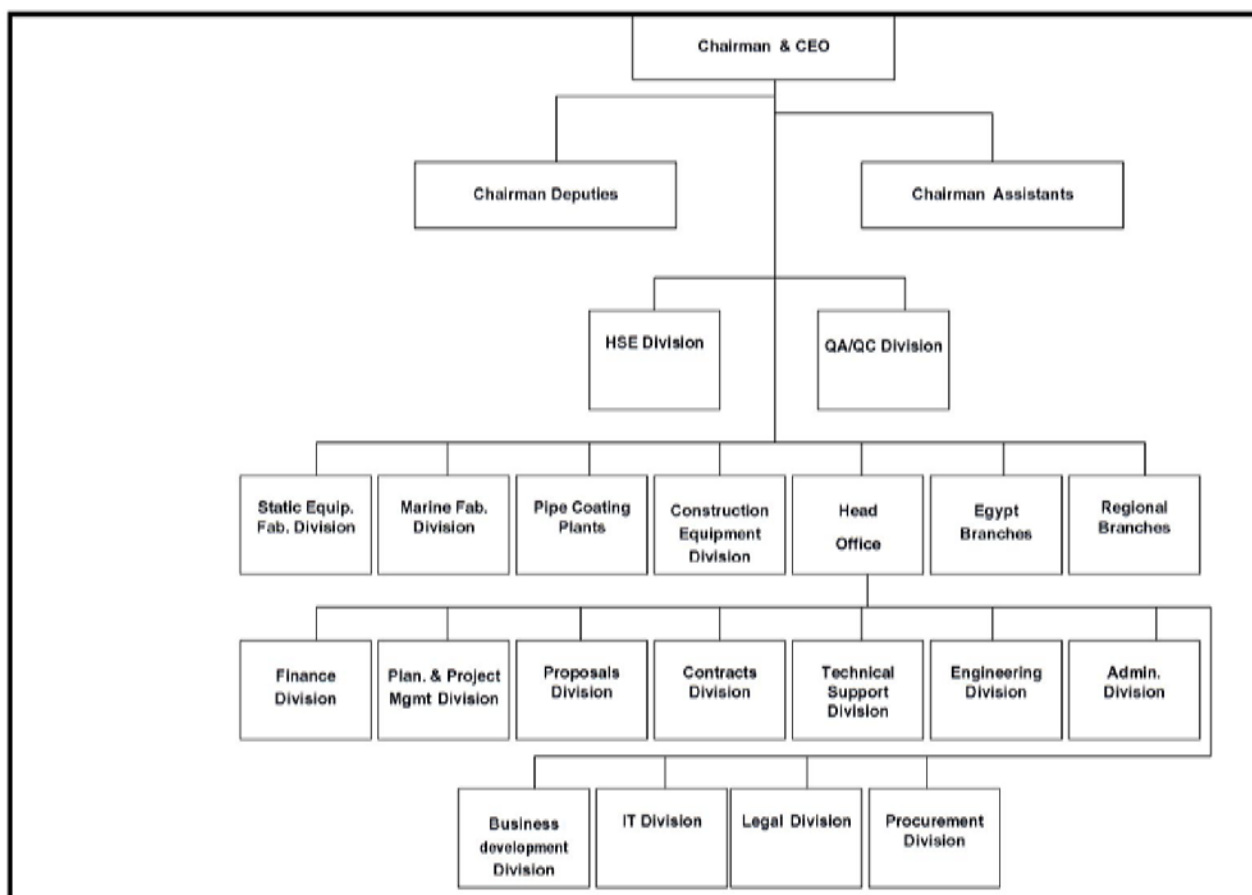 Chairman & CEO
Chairman Deputies
Chairman Assistants
HSE Division
QA/QC Division
Static Equip.
Fab. Division
Marine Fab.
Division
Pipe Coating
Plants
Construction
Equipment
Division
Head
Office
Egypt
Branches
Regional
Branches
Finance
Division
Plan. & Project
Mgmt Division
Proposals
Division
Contracts
Division
Technical
Support
Division
Engineering
Division
Admin.
Division
Business
development
Division
IT Division
Legal Division
Procurement
Division